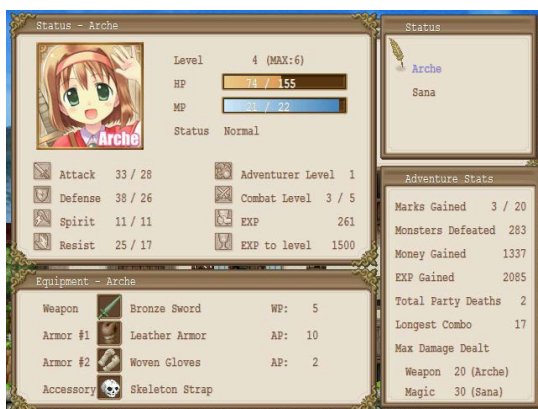 Status - Arche
Arche
Level 4 (MAX:6)
HP 74 / 155
MP 21 / 22
Status Normal
Attack 33 / 28
Defense 38 / 26
Spirit 11 / 11
Resist 25 / 17
Adventurer Level 1
Combat Level 3 / 5
EXP 261
EXP to level 1500
Equipment - Arche
Weapon Bronze Sword WP: 5
Armor #1 Leather Armor AP: 10
Armor #2 Woven Gloves AP: 2
Accessory Skeleton Strap
Status
Arche
Sana
Adventure Stats
Marks Gained 3 / 20
Monsters Defeated 283
Money Gained 1337
EXP Gained 2085
Total Party Deaths 2
Longest Combo 17
Max Damage Dealt
Weapon 20 (Arche)
Magic 30 (Sana)